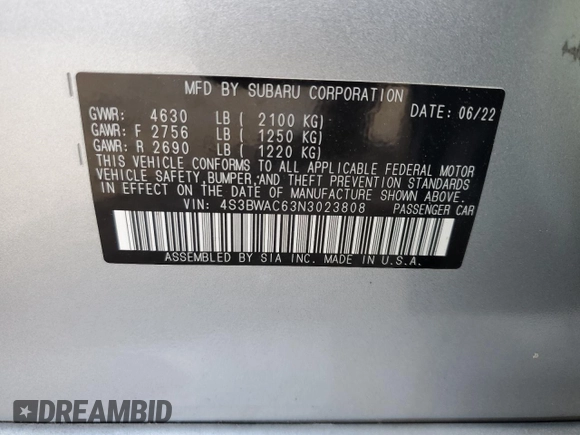 MFD BY SUBARU CORPORATION
GVWR: 4630 LB ( 2100 KG) DATE: 06/22
GAWR: F 2756 LB ( 1250 KG)
GAWR: R 2690 LB ( 1220 KG)
THIS VEHICLE CONFORMS TO ALL APPLICABLE FEDERAL MOTOR
VEHICLE SAFETY, BUMPER, AND THEFT PREVENTION STANDARDS
IN EFFECT ON THE DATE OF MANUFACTURE SHOWN ABOVE.
VIN: 4S3BWAC63N3023808 PASSENGER CAR
ASSEMBLED BY SIA INC. MADE IN U.S.A.
DREAMBID